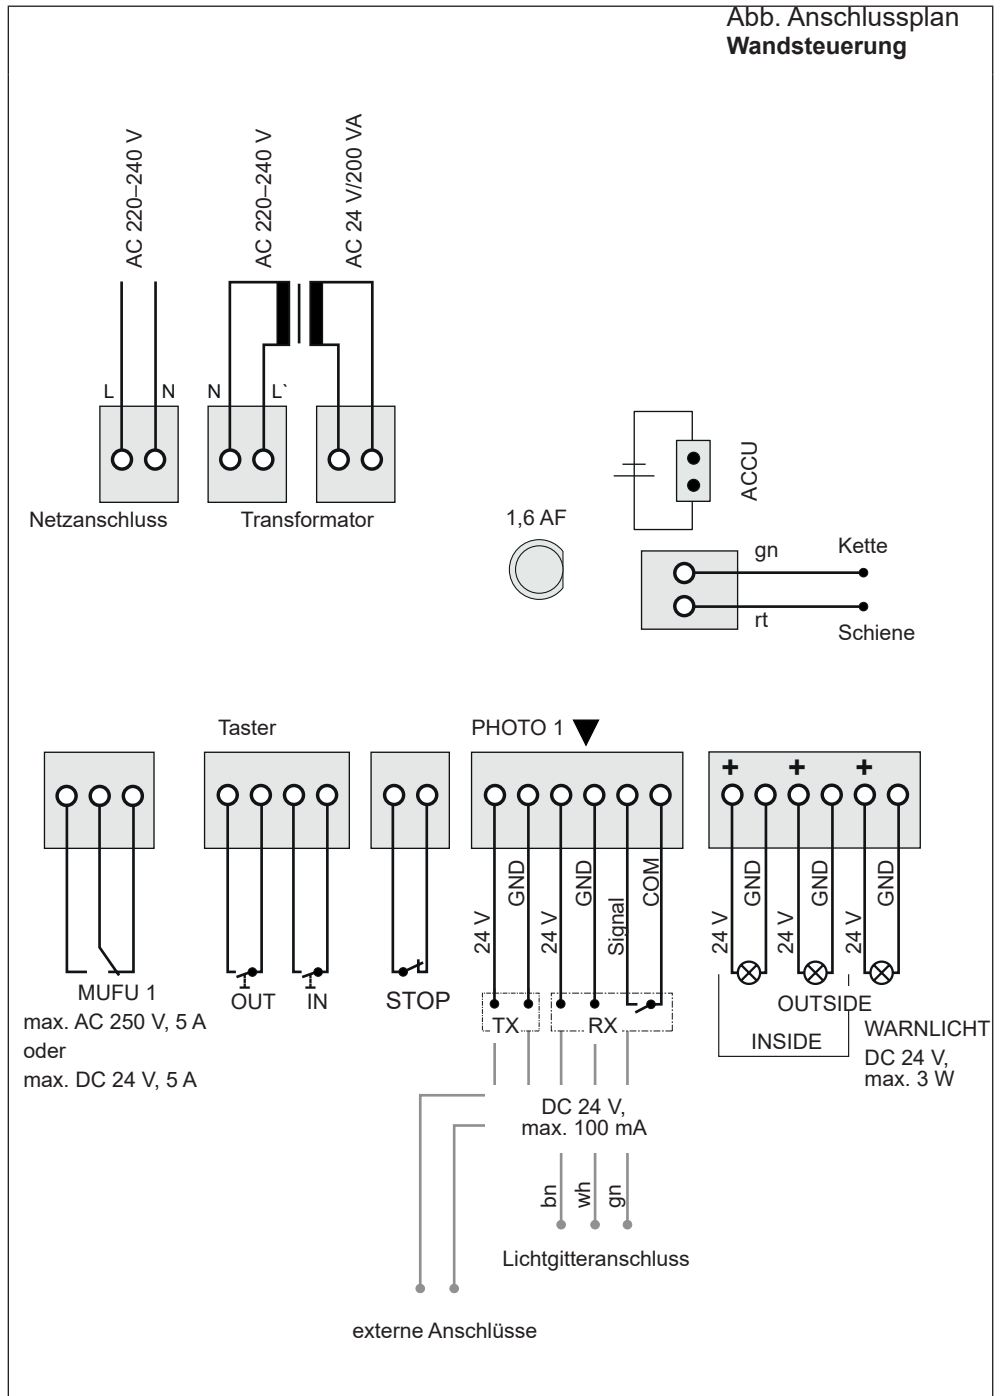 Abb. Anschlussplan
Wandsteuerung
AC 220–240 V
AC 220–240 V
AC 24 V/200 VA
L
N
N
L`
Netzanschluss
Transformator
1,6 AF
ACCU
gn
Kette
rt
Schiene
Taster
PHOTO 1
+
+
+
24 V
GND
24 V
GND
Signal
COM
24 V
GND
24 V
GND
24 V
GND
MUFU 1
max. AC 250 V, 5 A
oder
max. DC 24 V, 5 A
OUT
IN
STOP
TX
RX
OUTSIDE
INSIDE
WARNLICHT
DC 24 V,
max. 3 W
DC 24 V,
max. 100 mA
bn
wh
gn
Lichtgitteranschluss
externe Anschlüsse